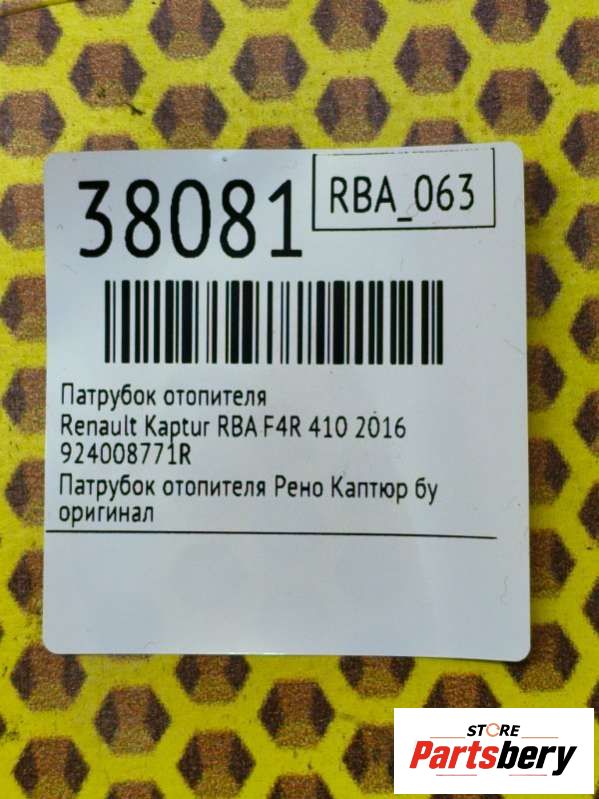 38081
RBA_063
Патрубок отопителя
Renault Kaptur RBA F4R 410 2016
924008771R
Патрубок отопителя Рено Каптюр бу
оригинал
STORE
Partsbery